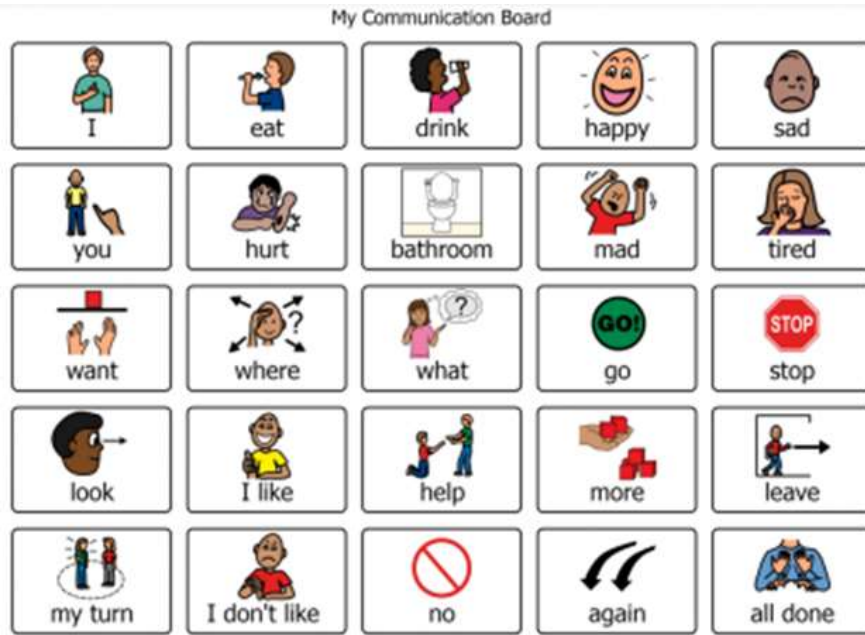 My Communication Board
I eat drink happy sad
you hurt bathroom mad tired
? ? GO! STOP
want where what go stop
look I like help more leave
my turn I don't like no again all done